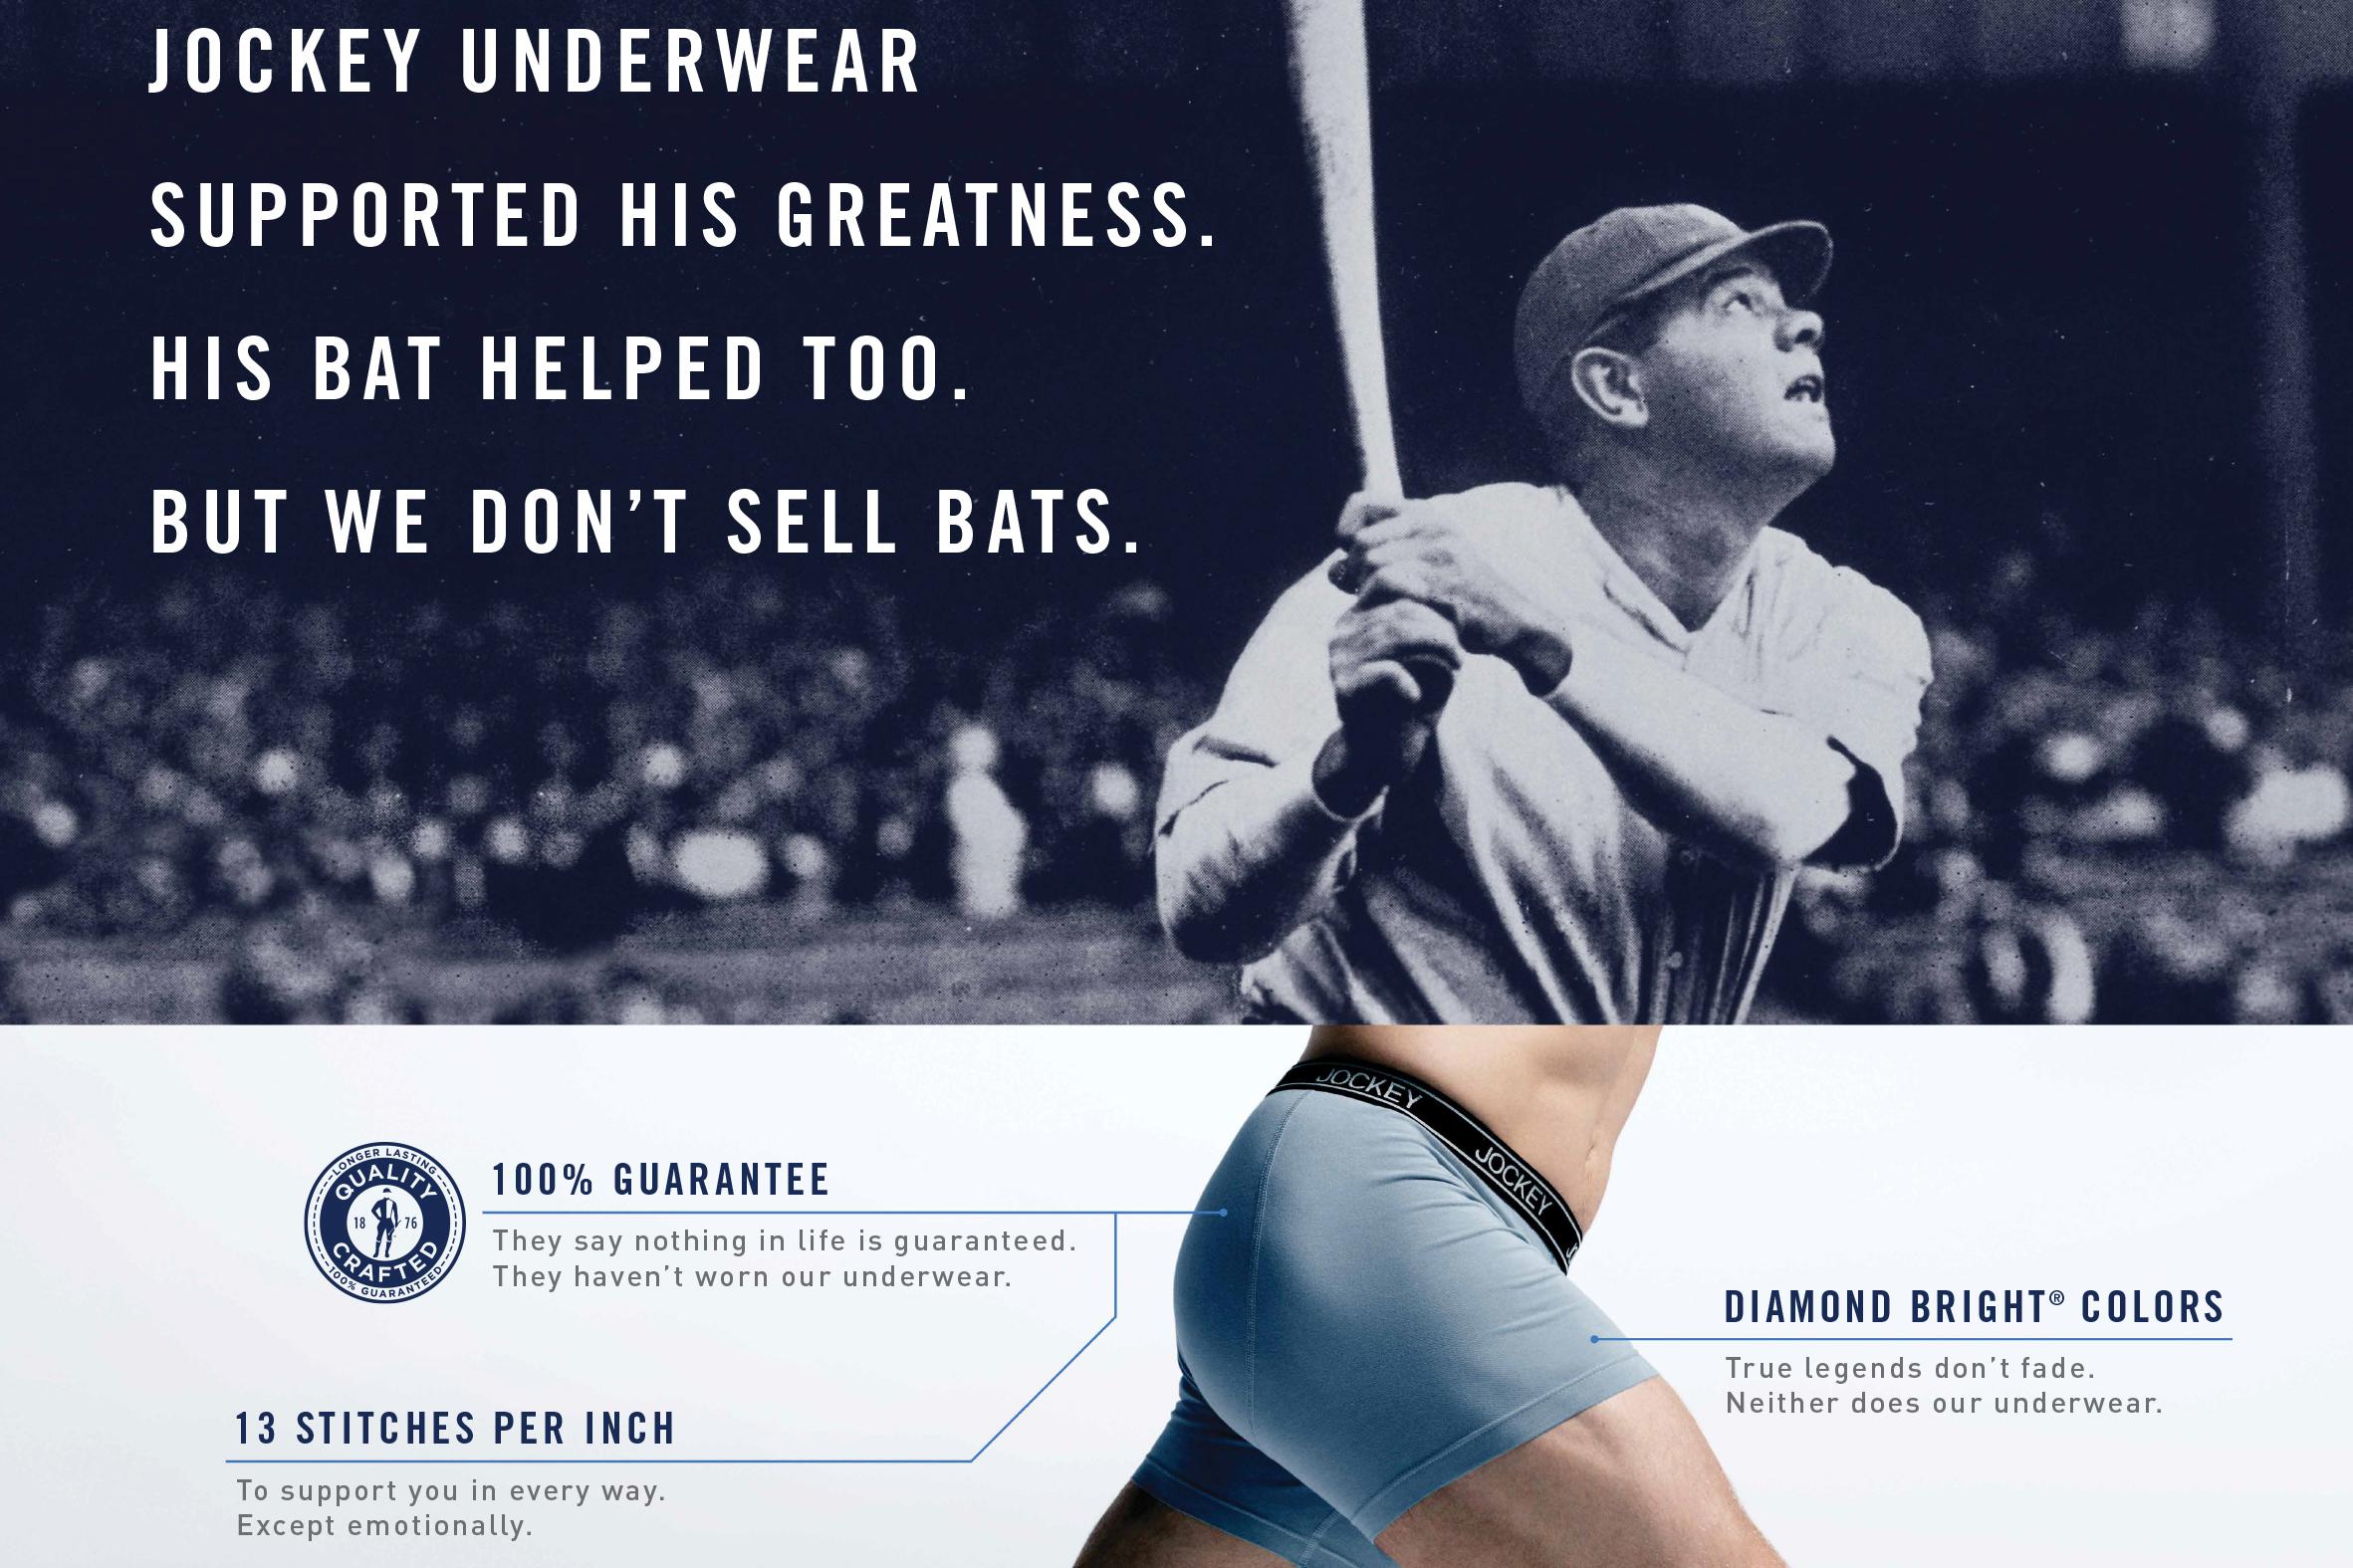 JOCKEY UNDERWEAR
SUPPORTED HIS GREATNESS.
HIS BAT HELPED TOO.
BUT WE DON’T SELL BATS.
JOCKEY
JOCKEY
LONGER LASTING
QUALITY
18 76
CRAFTED
100% GUARANTEED
100% GUARANTEE
They say nothing in life is guaranteed.
They haven’t worn our underwear.
DIAMOND BRIGHT® COLORS
True legends don’t fade.
Neither does our underwear.
13 STITCHES PER INCH
To support you in every way.
Except emotionally.